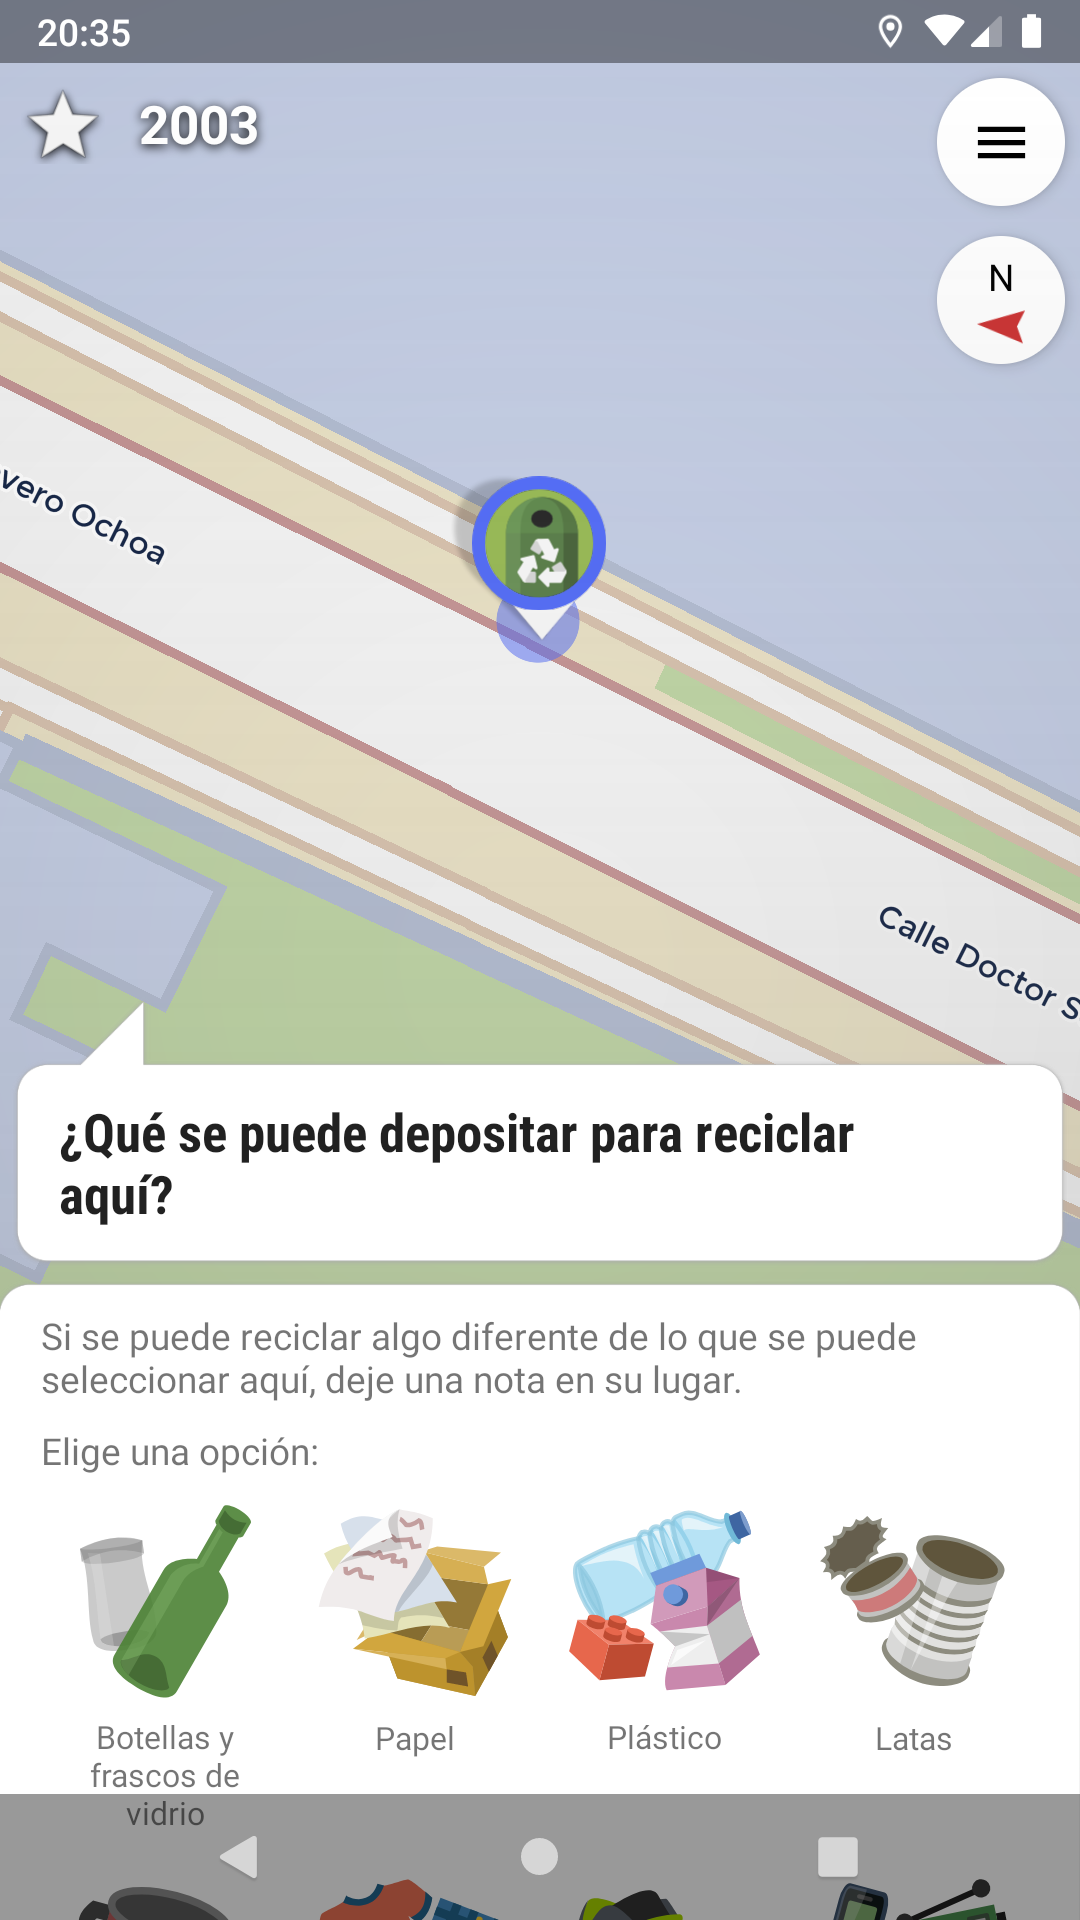 20:35
2003
N
vero Ochoa
Calle Doctor S
¿Qué se puede depositar para reciclar
aquí?
Si se puede reciclar algo diferente de lo que se puede
seleccionar aquí, deje una nota en su lugar.
Elige una opción:
Botellas y
frascos de
vidrio
Papel
Plástico
Latas